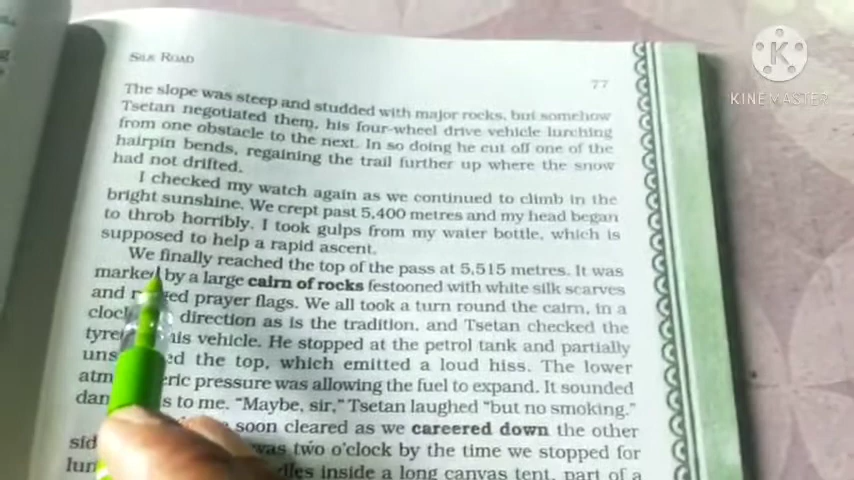 SILK ROAD
77
The slope was steep and studded with major rocks, but somehow
Tsetan negotiated them, his four-wheel drive vehicle lurching
from one obstacle to the next. In so doing he cut off one of the
hairpin bends, regaining the trail further up where the snow
had not drifted.
I checked my watch again as we continued to climb in the
bright sunshine. We crept past 5,400 metres and my head began
to throb horribly. I took gulps from my water bottle, which is
supposed to help a rapid ascent.
We finally reached the top of the pass at 5,515 metres. It was
marked by a large cairn of rocks festooned with white silk scarves
and prayer flags. We all took a turn round the cairn, in a
direction as is the tradition, and Tsetan checked the
his vehicle. He stopped at the petrol tank and partially
the top, which emitted a loud hiss. The lower
pressure was allowing the fuel to expand. It sounded
to me. “Maybe, sir,” Tsetan laughed “but no smoking.”
soon cleared as we careered down the other
was two o'clock by the time we stopped for
inside a long canvas tent, part of a
KINEMASTER